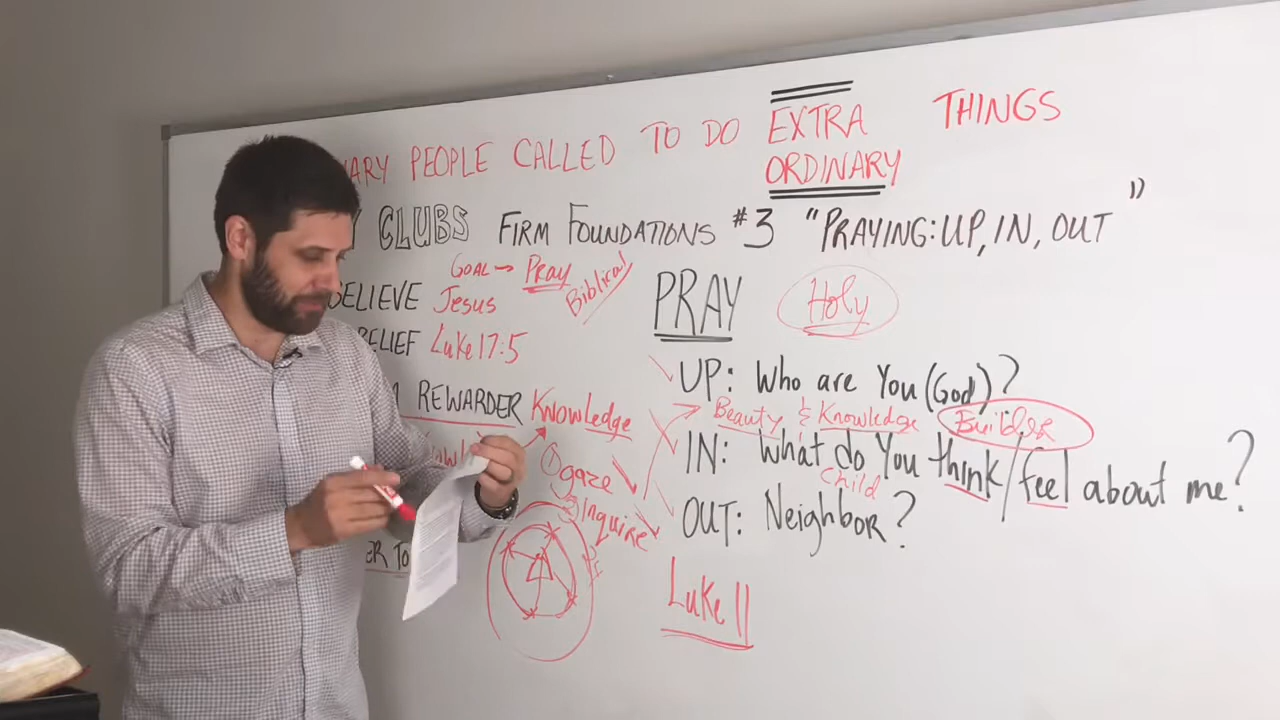 ARY PEOPLE CALLED TO DO EXTRA THINGS
ORDINARY
CLUBS FIRM FOUNDATIONS #3 "PRAYING: UP, IN, OUT"
GOAL → Pray
Biblical
BELIEVE Jesus
PRAY Holy
Luke 17:5
REWARDER Knowledge
UP: Who are You (God)?
Beauty & Knowledge Builder
IN: What do You think/feel about me?
① gaze
Child
② Inquire
OUT: Neighbor?
Luke 11